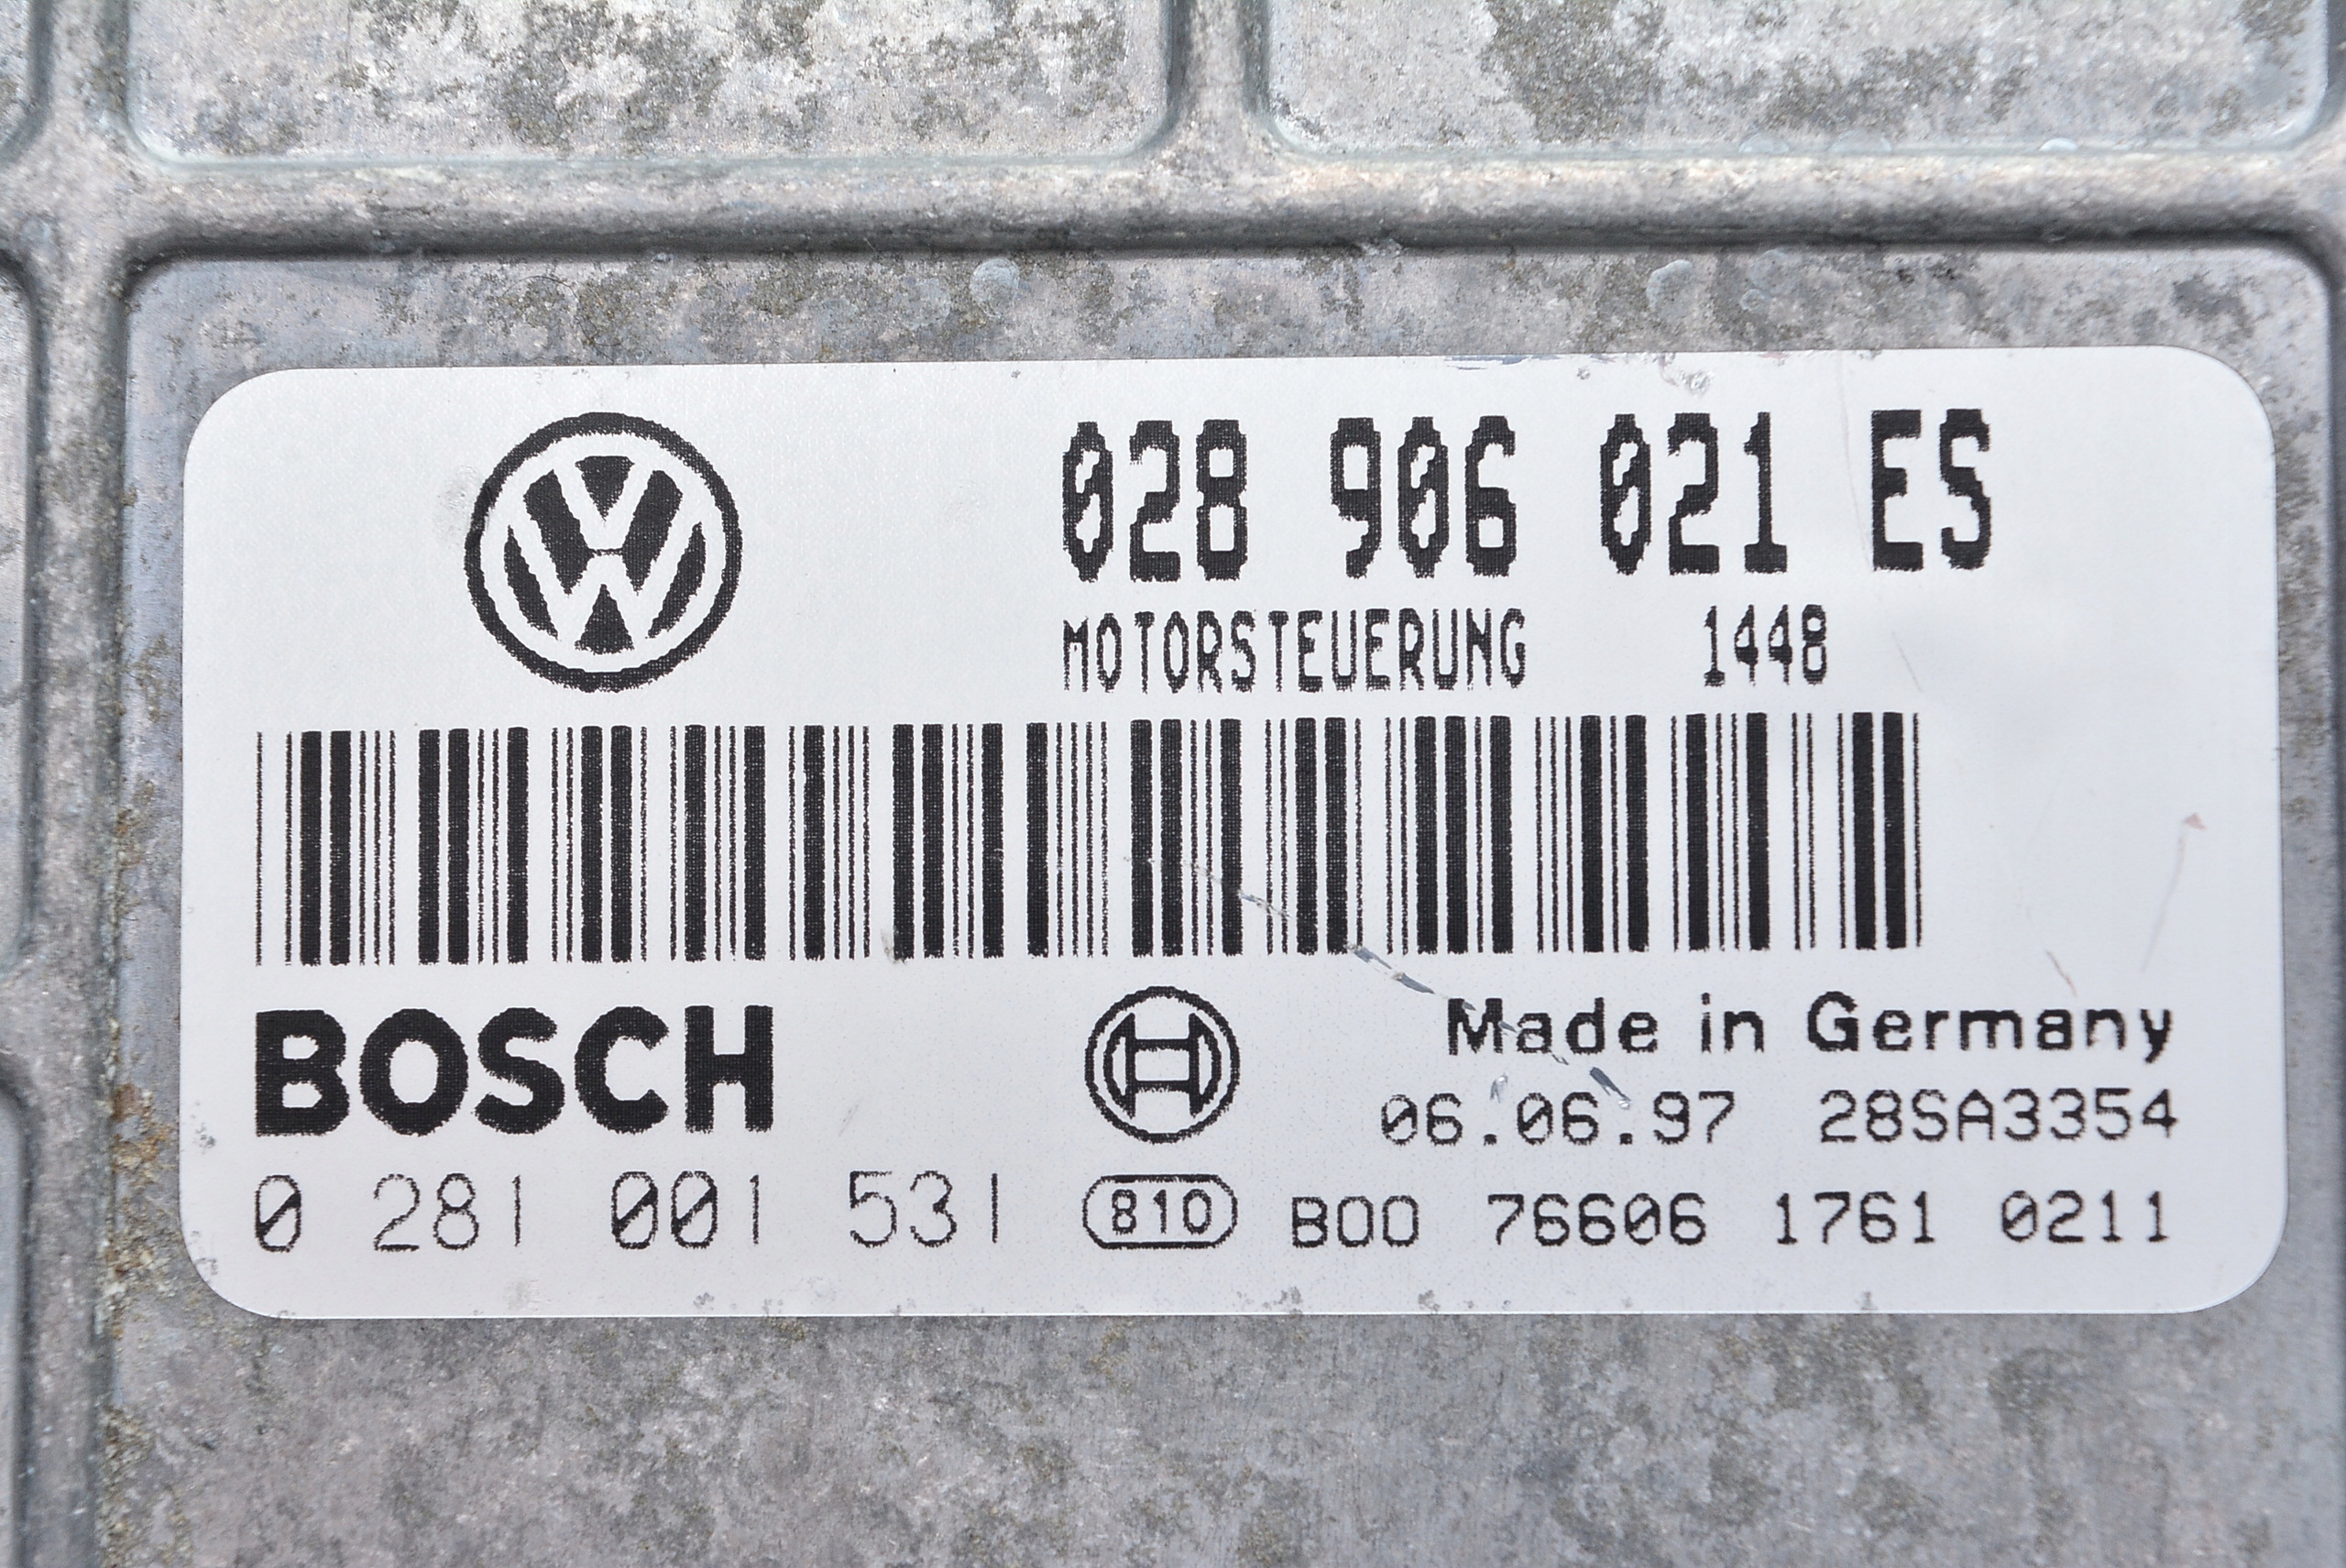 028 906 021 ES
MOTORSTEUERUNG 1448
BOSCH
Made in Germany
06.06.97 28SA3354
0 281 001 531 810 B00 76606 1761 0211